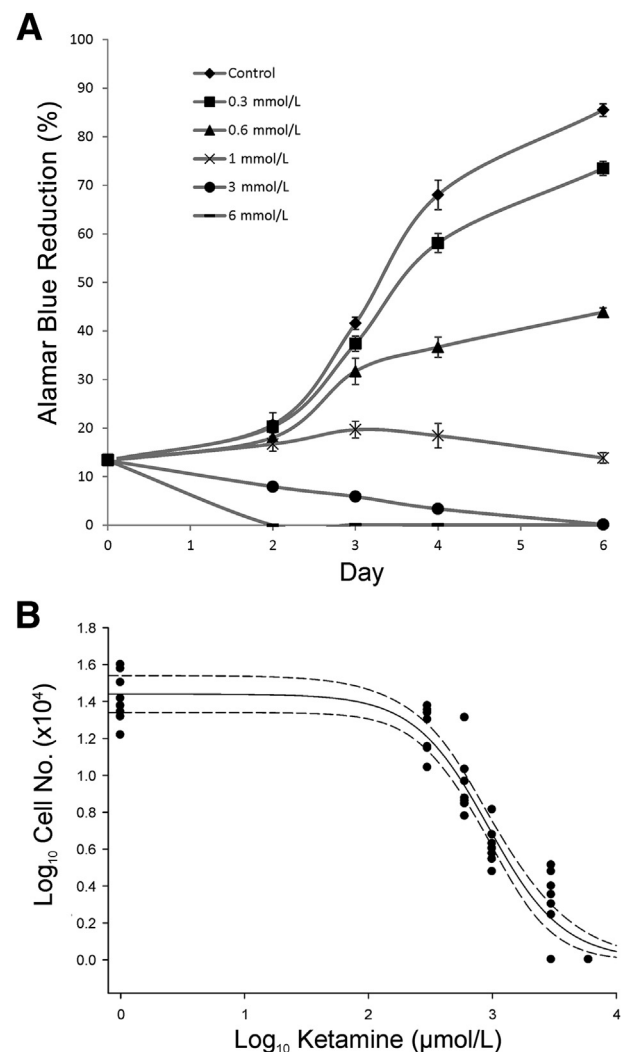 A
100
90
80
70
60
50
40
30
20
10
0
Alamar Blue Reduction (%)
Control
0.3 mmol/L
0.6 mmol/L
1 mmol/L
3 mmol/L
6 mmol/L
0 1 2 3 4 5 6
Day
B
1.8
1.6
1.4
1.2
1.0
0.8
0.6
0.4
0.2
0.0
Log₁₀ Cell No. (x10⁴)
0 1 2 3 4
Log₁₀ Ketamine (µmol/L)